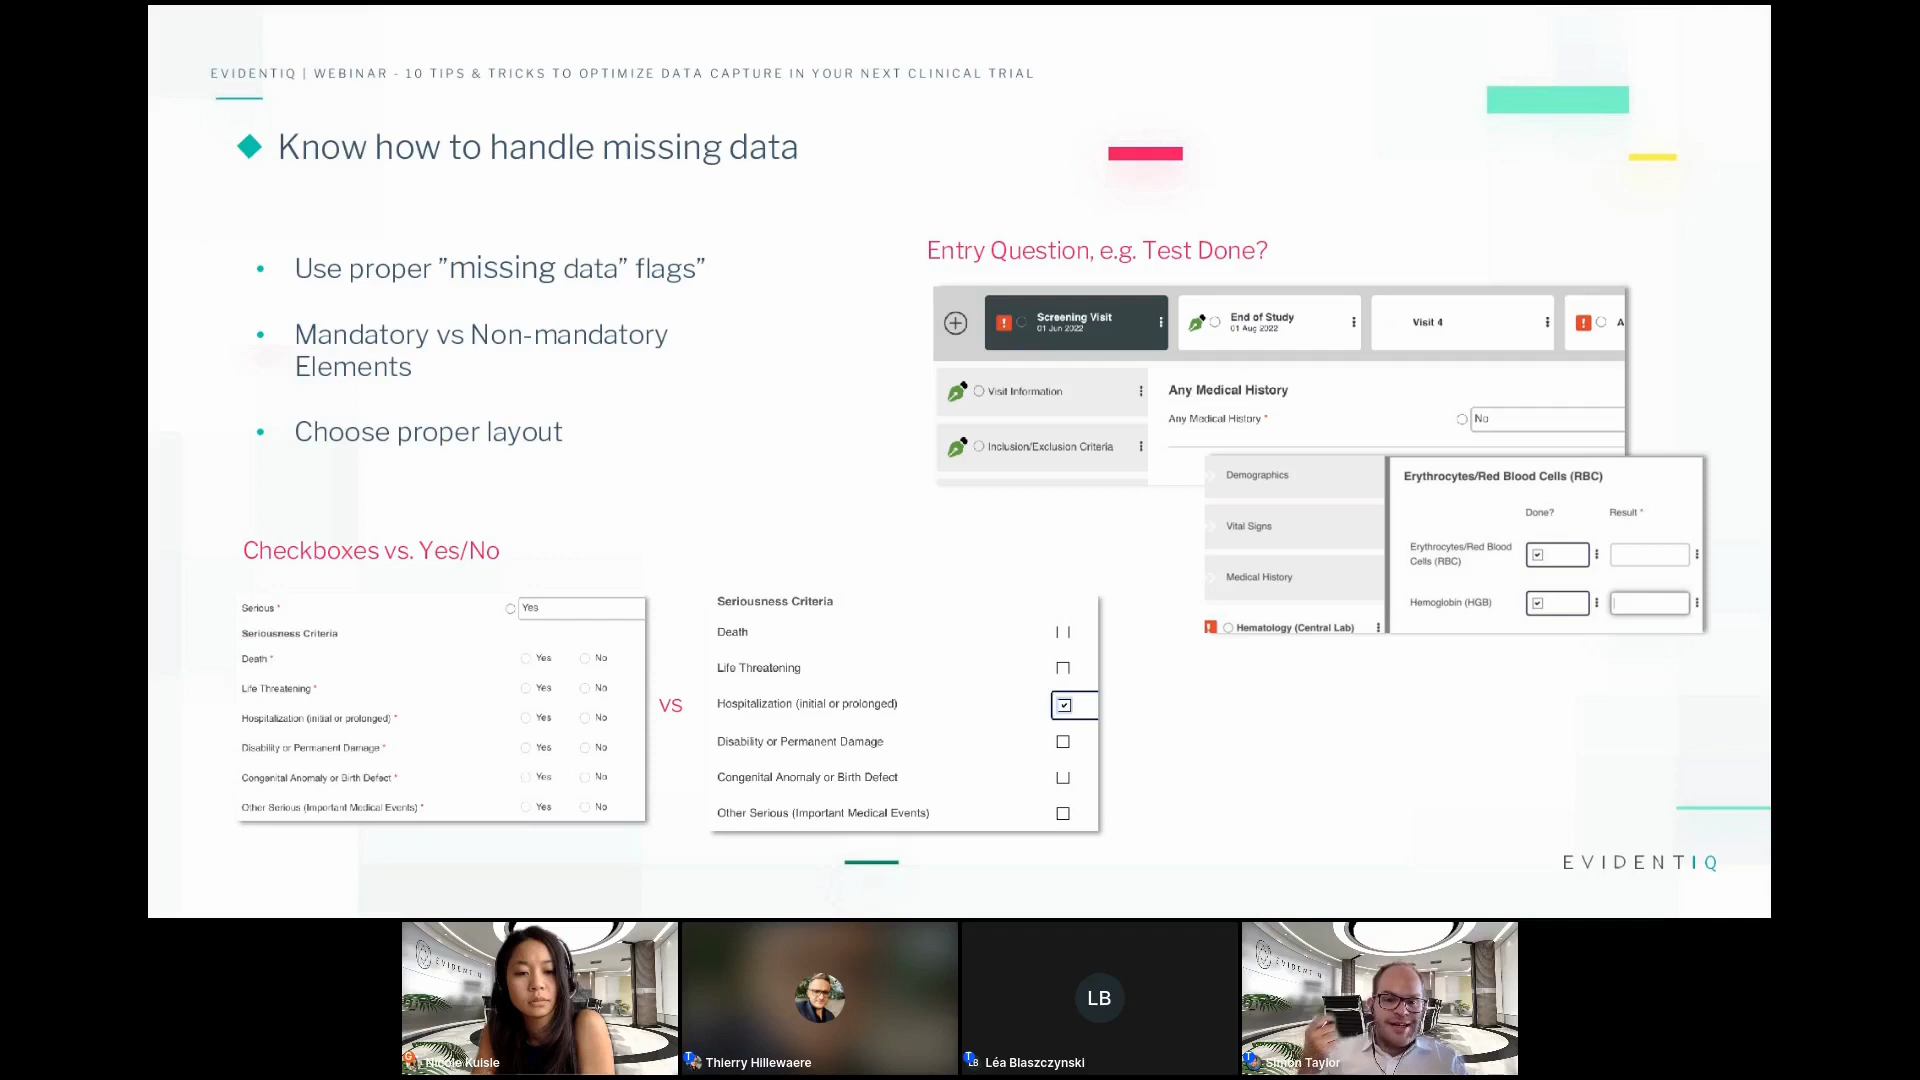 EVIDENTIQ | WEBINAR - 10 TIPS & TRICKS TO OPTIMIZE DATA CAPTURE IN YOUR NEXT CLINICAL TRIAL
Know how to handle missing data
• Use proper ”missing data” flags”
• Mandatory vs Non-mandatory
Elements
• Choose proper layout
Entry Question, e.g. Test Done?
Screening Visit
01 Jun 2022
End of Study
01 Aug 2022
Visit 4
A
Visit Information
Inclusion/Exclusion Criteria
Any Medical History
Any Medical History *
No
Demographics
Vital Signs
Medical History
Hematology (Central Lab)
Erythrocytes/Red Blood Cells (RBC)
Done? Result *
Erythrocytes/Red Blood
Cells (RBC)
Hemoglobin (HGB)
Checkboxes vs. Yes/No
Serious * Yes
Seriousness Criteria
Death * Yes No
Life Threatening * Yes No
Hospitalization (initial or prolonged) * Yes No
Disability or Permanent Damage * Yes No
Congenital Anomaly or Birth Defect * Yes No
Other Serious (Important Medical Events) * Yes No
VS
Seriousness Criteria
Death
Life Threatening
Hospitalization (initial or prolonged)
Disability or Permanent Damage
Congenital Anomaly or Birth Defect
Other Serious (Important Medical Events)
EVIDENTIQ
EVIDENTIQ
Nicole Kuisle
Thierry Hillewaere
LB
Léa Blaszczynski
EVIDENTIQ
Simon Taylor